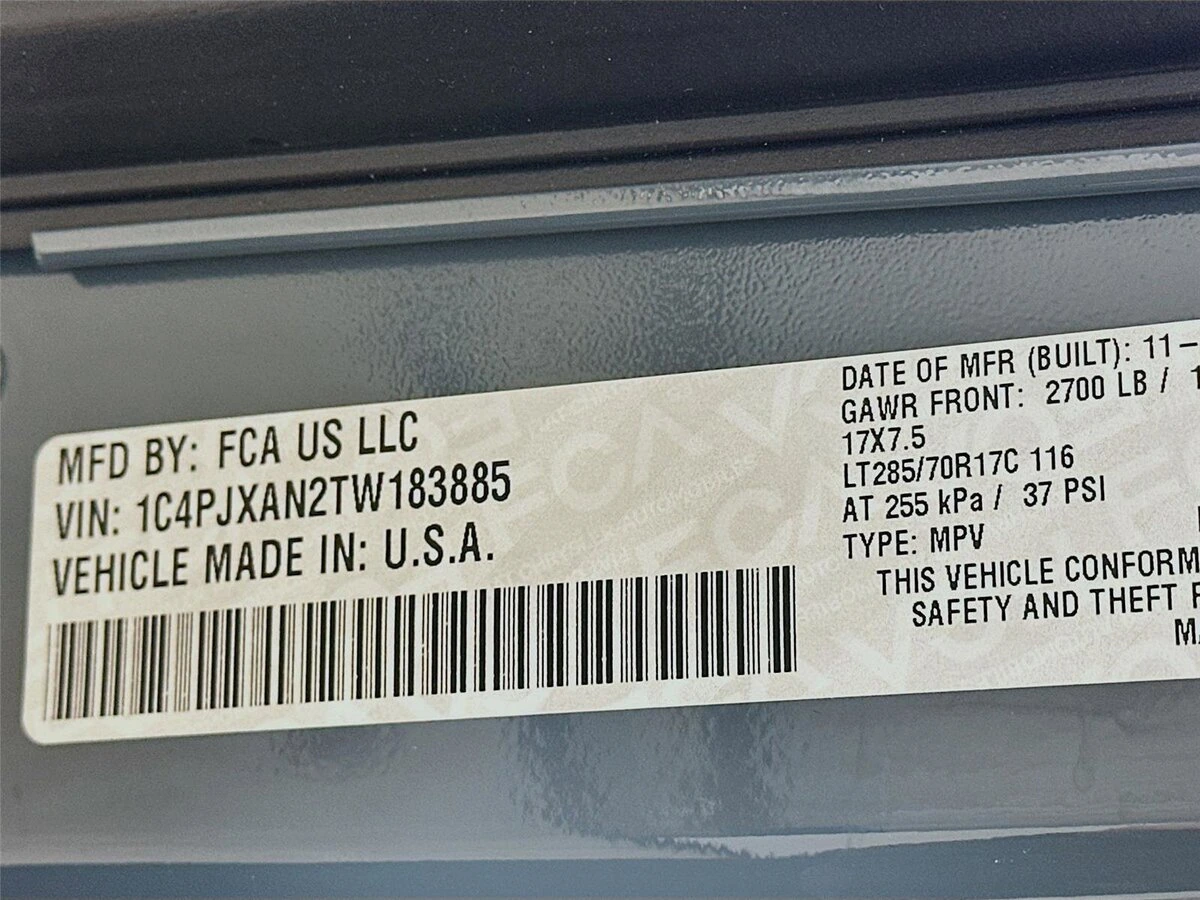 MFD BY: FCA US LLC
VIN: 1C4PJXAN2TW183885
VEHICLE MADE IN: U.S.A.
DATE OF MFR (BUILT): 11-
GAWR FRONT: 2700 LB /
17X7.5
LT285/70R17C 116
AT 255 kPa / 37 PSI
TYPE: MPV
THIS VEHICLE CONFORM
SAFETY AND THEFT